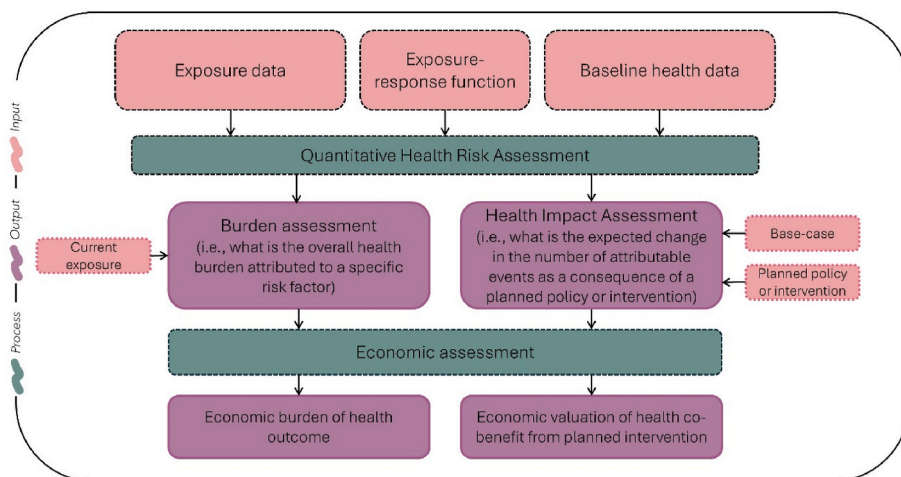 Exposure data
Exposure-
response function
Baseline health data
Input
Quantitative Health Risk Assessment
Output
Burden assessment
(i.e., what is the overall health
burden attributed to a specific
risk factor)
Health Impact Assessment
(i.e., what is the expected change
in the number of attributable
events as a consequence of a
planned policy or intervention)
Current
exposure
Base-case
Planned policy
or intervention
Process
Economic assessment
Economic burden of health
outcome
Economic valuation of health co-
benefit from planned intervention